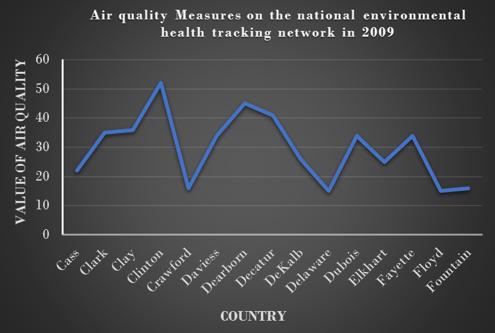 Air quality Measures on the national environmental
health tracking network in 2009
VALUE OF AIR QUALITY
60
50
40
30
20
10
0
Cass
Clark
Clay
Clinton
Crawford
Daviess
Dearborn
Decatur
DeKalb
Delaware
Dubois
Elkhart
Fayette
Floyd
Fountain
COUNTRY